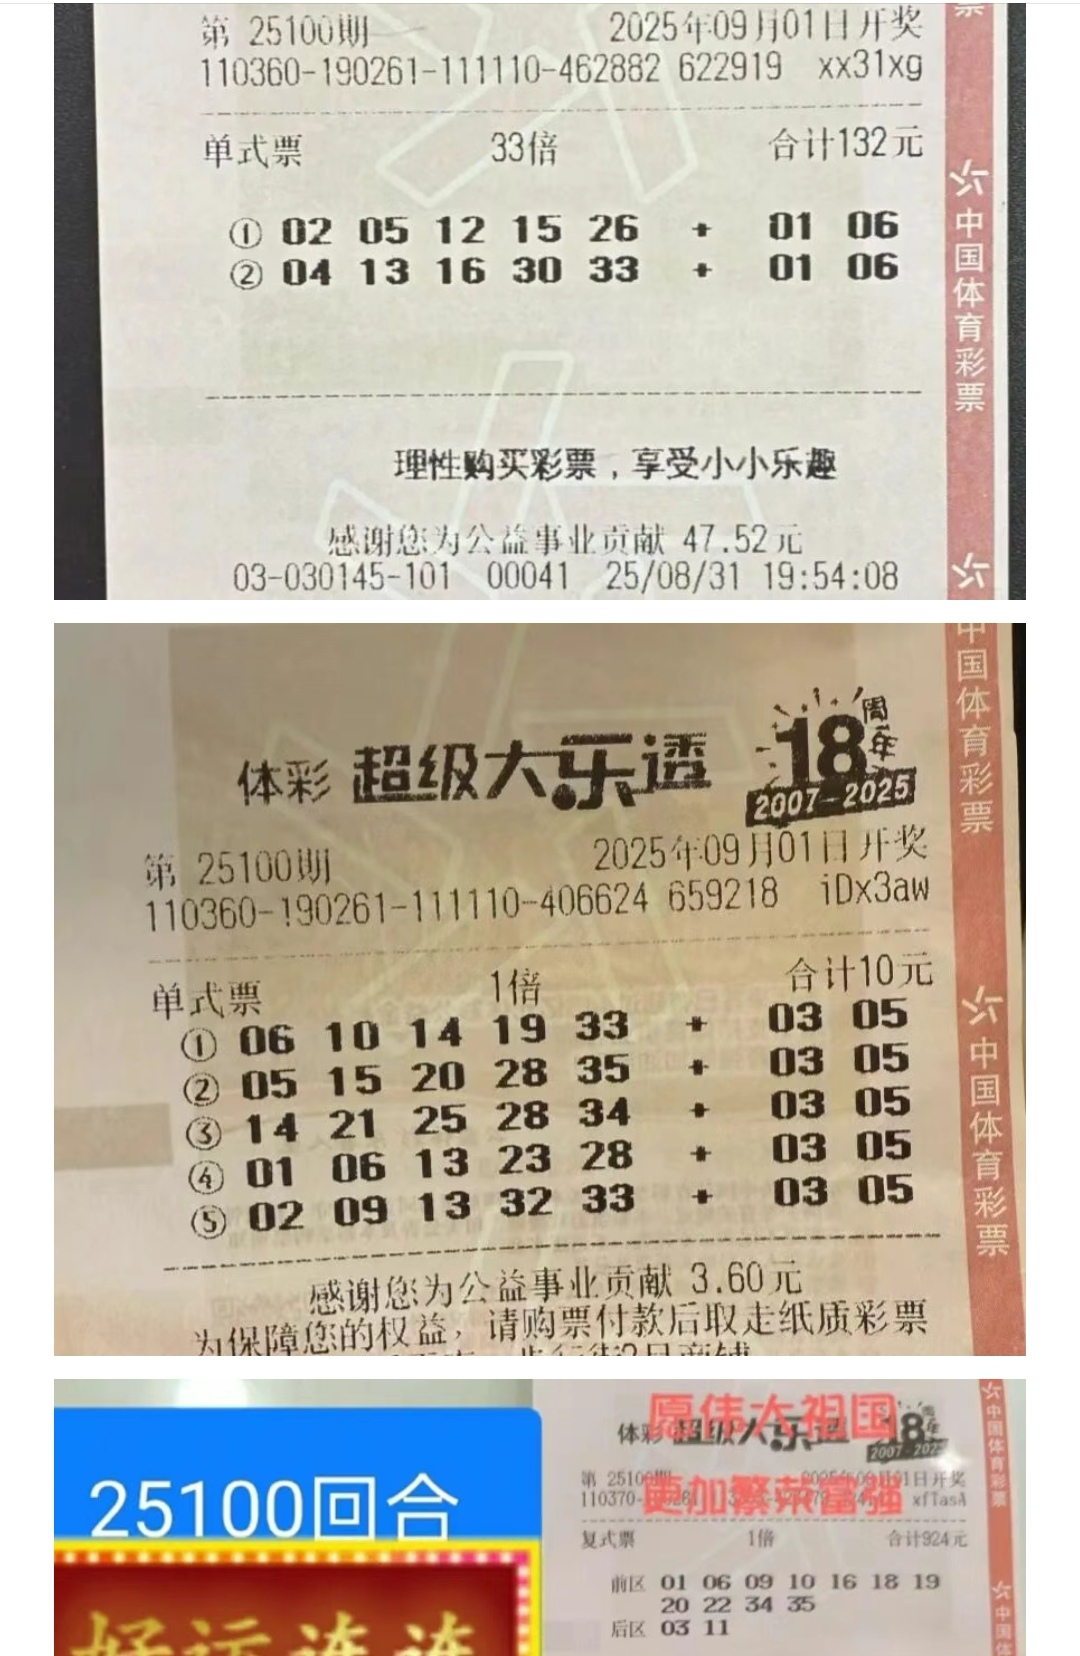 第 25100期 2025年09月01日开奖
110360-190261-111110-462882 622919 xx31xg
单式票 33倍 合计132元
① 02 05 12 15 26 + 01 06
② 04 13 16 30 33 + 01 06
理性购买彩票，享受小小乐趣
感谢您为公益事业贡献 47.52元
03-030145-101 00041 25/08/31 19:54:08
票
中国体育彩票
体彩 超级大乐透 18周年
2007-2025
第 25100期 2025年09月01日开奖
110360-190261-111110-406624 659218 iDx3aw
单式票 1倍 合计10元
① 06 10 14 19 33 + 03 05
② 05 15 20 28 35 + 03 05
③ 14 21 25 28 34 + 03 05
④ 01 06 13 23 28 + 03 05
⑤ 02 09 13 32 33 + 03 05
感谢您为公益事业贡献 3.60元
为保障您的权益，请购票付款后取走纸质彩票
中国体育彩票
中国体育彩票
25100回合
好运连连
愿伟大祖国
更加繁荣富强
体彩 超级大乐透 18周年
第 25100期 2025年09月01日开奖
110370- xfTasA
复式票 1倍 合计924元
前区 01 06 09 10 16 18 19
20 22 34 35
后区 03 11
中国体育彩票
中国体